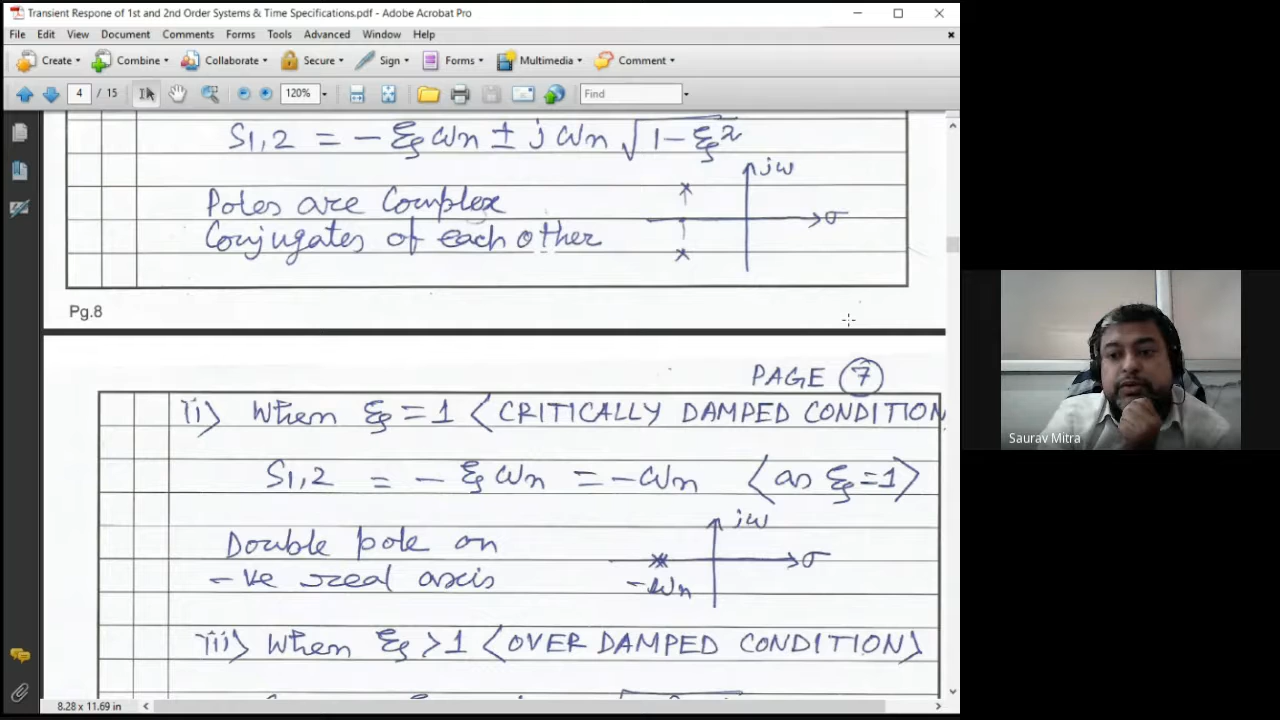 Transient Respone of 1st and 2nd Order Systems & Time Specifications.pdf - Adobe Acrobat Pro
File Edit View Document Comments Forms Tools Advanced Window Help
Create Combine Collaborate Secure Sign Forms Multimedia Comment
4 / 15 120% Find
S1,2 = - ξωn ± jωn √1-ξ²
jω
Poles are Complex
σ
Conjugates of each other
Pg.8
PAGE 7
ii) When ξ=1 <CRITICALLY DAMPED CONDITION
S1,2 = - ξωn = -ωn <as ξ=1>
jω
Double pole on
σ
-ve real axis
-ωn
iii) When ξ>1 <OVER DAMPED CONDITION>
8.28 x 11.69 in
Saurav Mitra